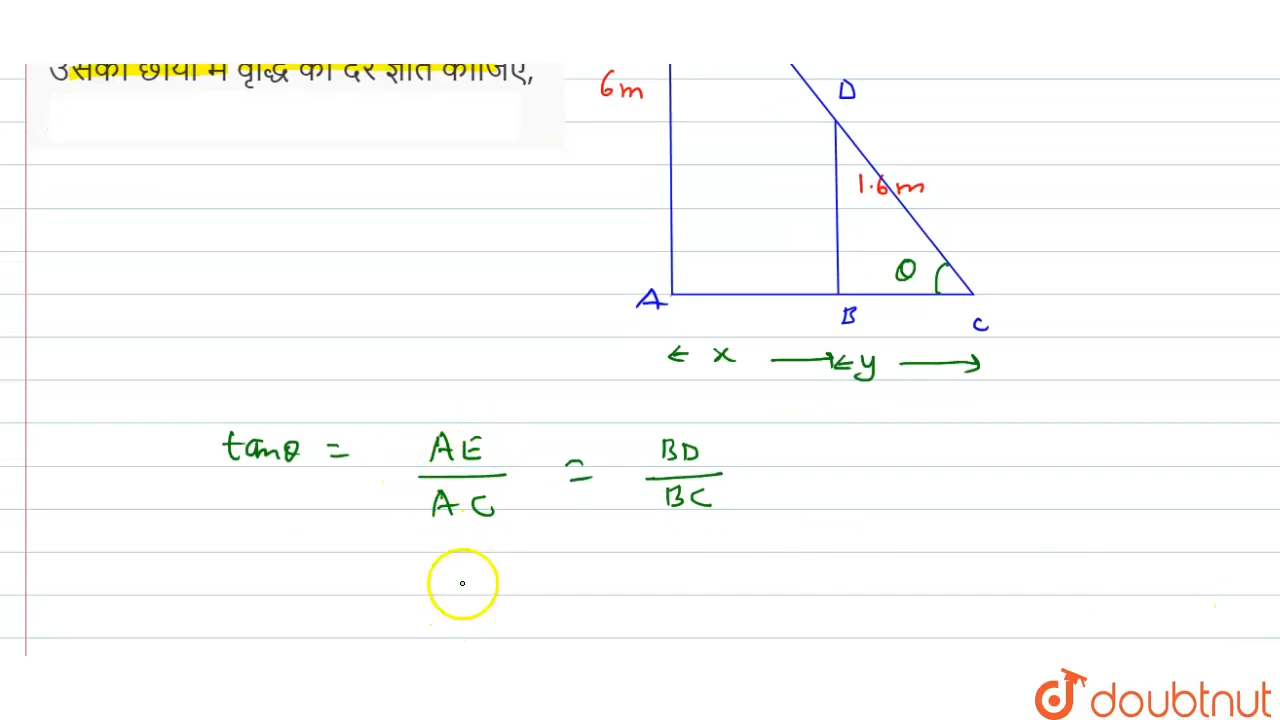 उसकी छाया में वृद्धि की दर ज्ञात कीजिए,
6m
D
1.6m
θ
A
B
C
x
y
tanθ = AE/AC = BD/BC
doubtnut